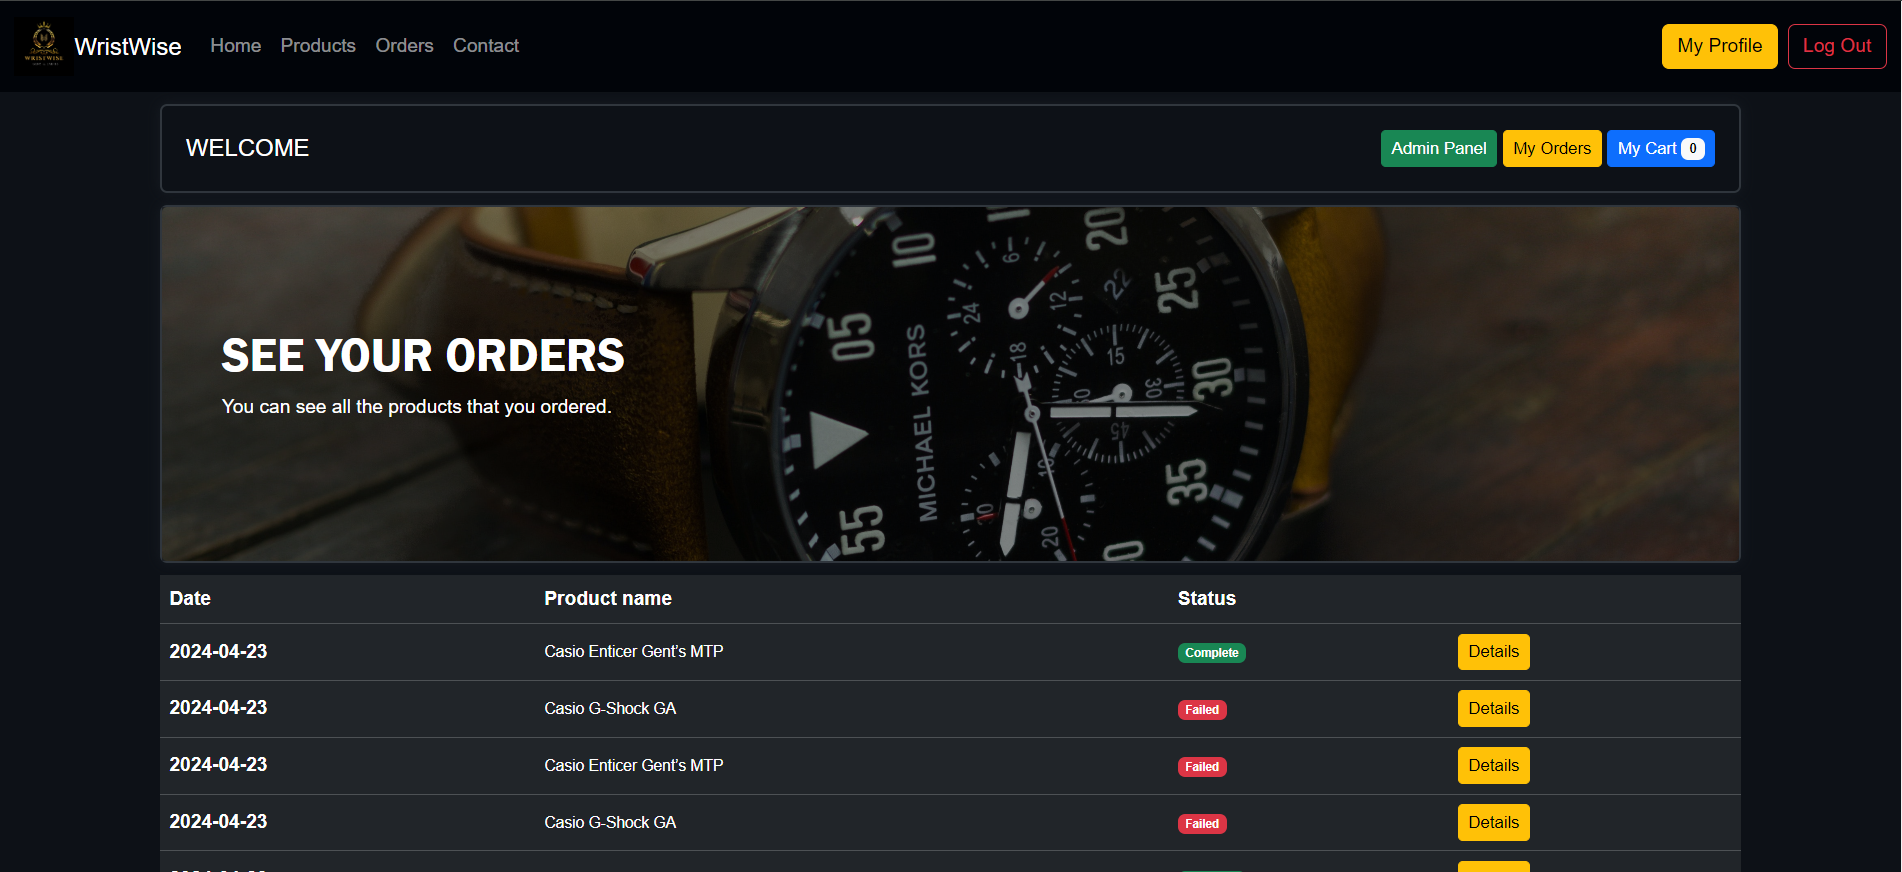 WRISTWISE
WristWise Home Products Orders Contact My Profile Log Out
WELCOME Admin Panel My Orders My Cart 0
SEE YOUR ORDERS
You can see all the products that you ordered.
MICHAEL KORS
05 10 20 25 30 35 55
6 12 18 24
22
15 30 45
10 20 30
Date Product name Status
2024-04-23 Casio Enticer Gent's MTP Complete Details
2024-04-23 Casio G-Shock GA Failed Details
2024-04-23 Casio Enticer Gent's MTP Failed Details
2024-04-23 Casio G-Shock GA Failed Details